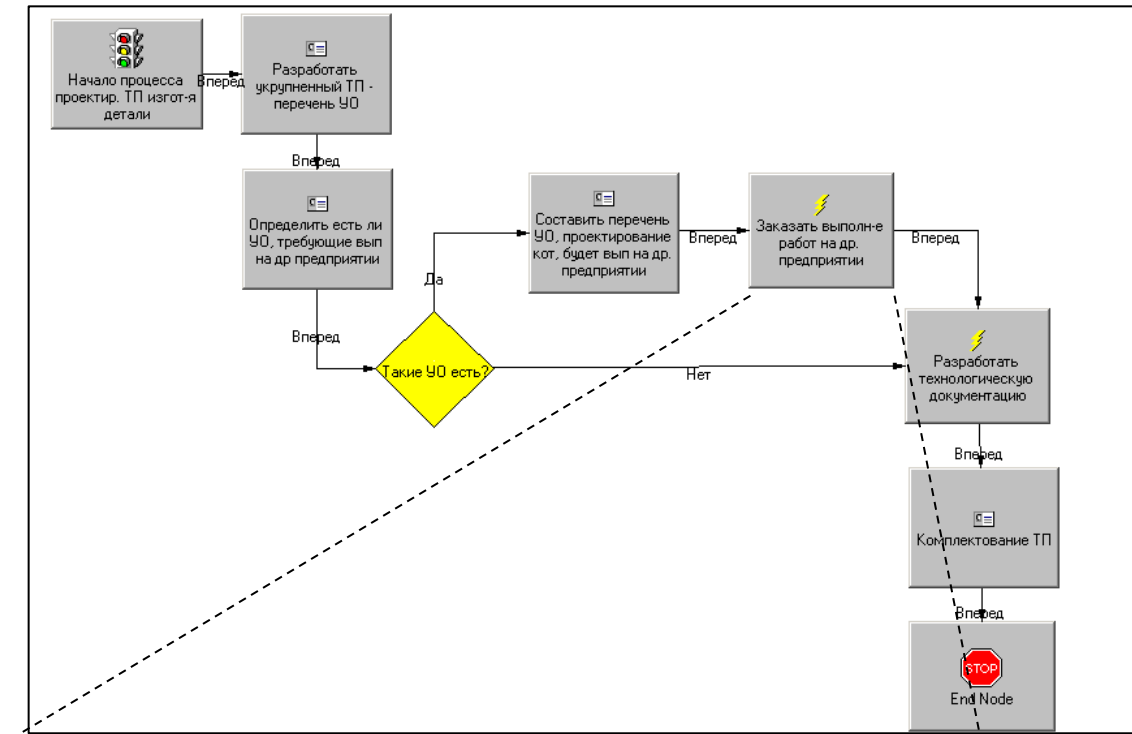 Начало процесса
проектир. ТП изгот-я
детали
Вперед
Разработать
укрупненный ТП -
перечень УО
Вперед
Определить есть ли
УО, требующие вып
на др предприятии
Вперед
Такие УО есть?
Да
Составить перечень
УО, проектирование
кот, будет вып на др.
предприятии
Вперед
Заказать выполн-е
работ на др.
предприятии
Вперед
Нет
Разработать
технологическую
документацию
Вперед
Комплектование ТП
Вперед
STOP
End Node